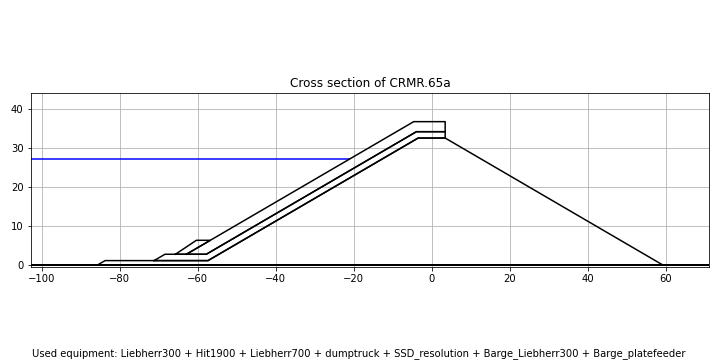 Cross section of CRMR.65a
40
30
20
10
0
−100 −80 −60 −40 −20 0 20 40 60
Used equipment: Liebherr300 + Hit1900 + Liebherr700 + dumptruck + SSD_resolution + Barge_Liebherr300 + Barge_platefeeder